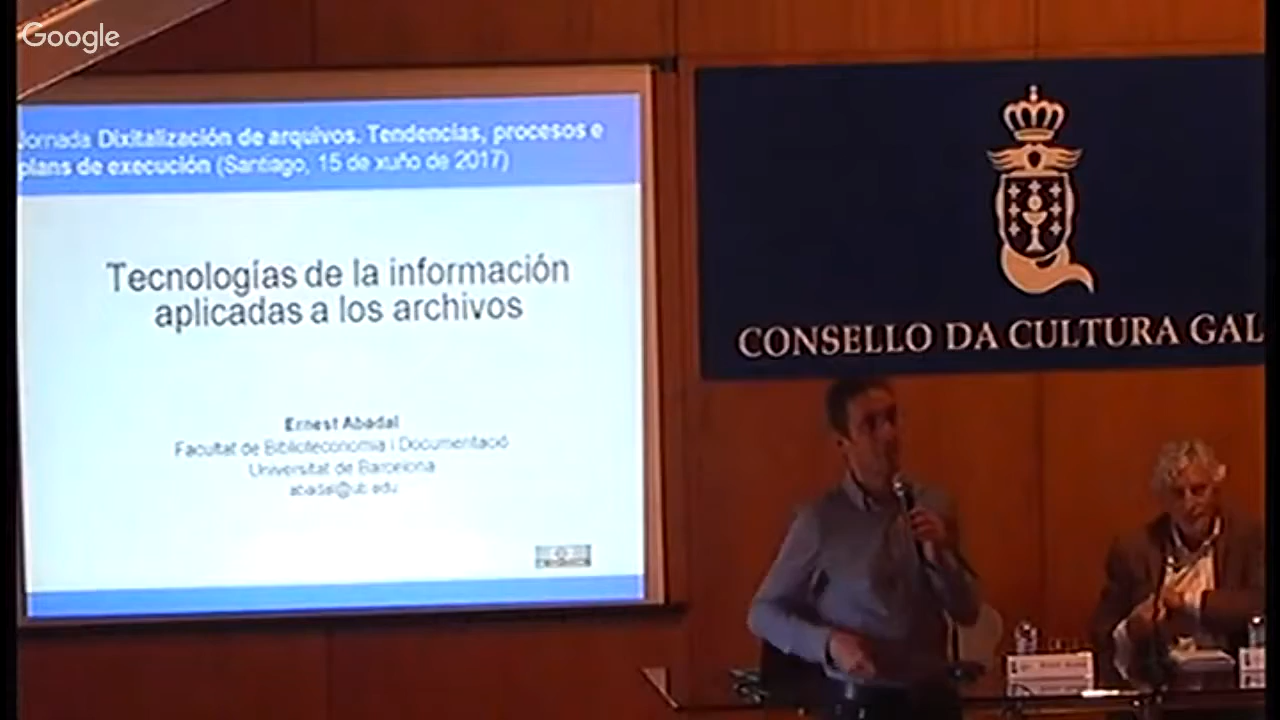 Google
Jornada Dixitalización de arquivos. Tendencias, procesos e
plans de execución (Santiago, 15 de xuño de 2017)
Tecnologías de la información
aplicadas a los archivos
Ernest Abadal
Facultat de Biblioteconomia i Documentació
Universitat de Barcelona
abadal@ub.edu
CONSELLO DA CULTURA GAL